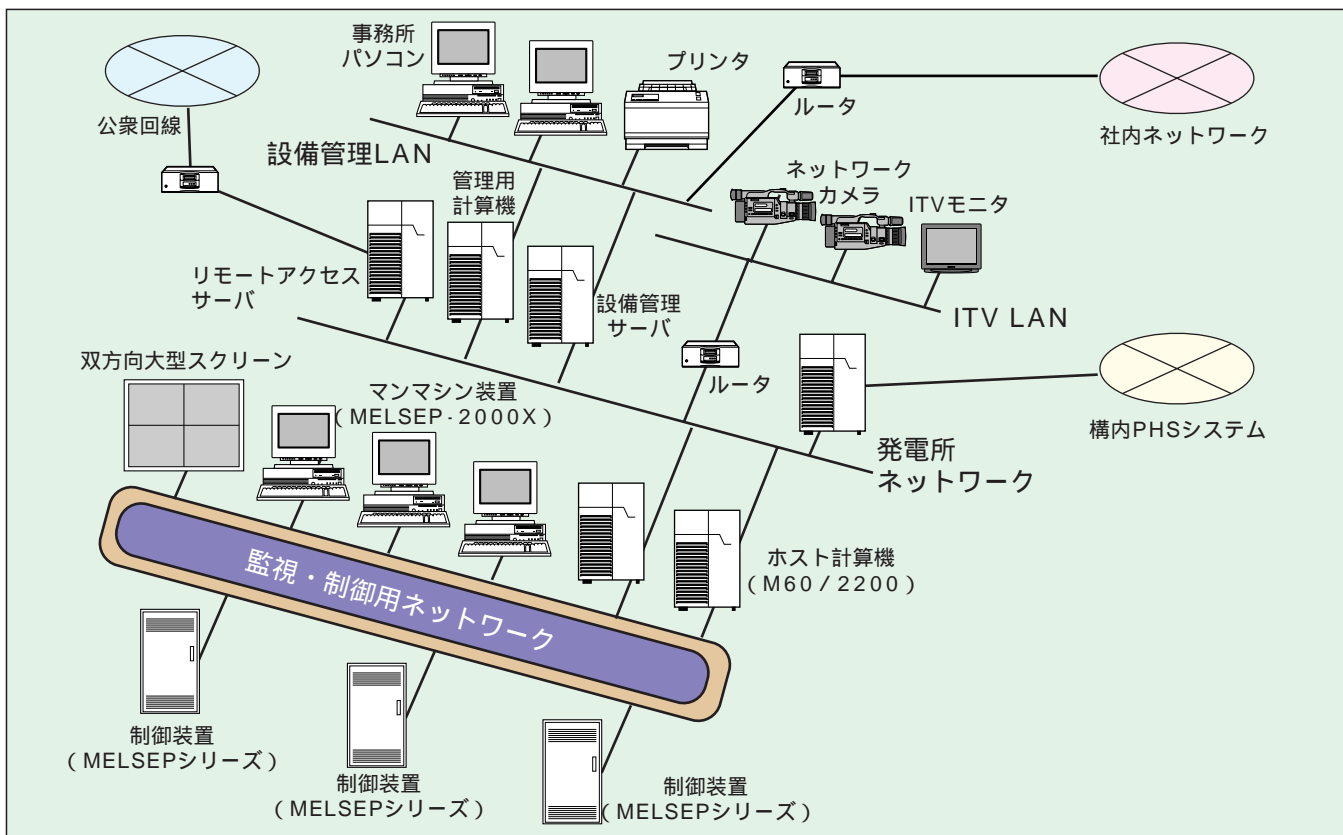 事務所
パソコン
プリンタ
ルータ
公衆回線
社内ネットワーク
設備管理LAN
管理用
計算機
ネットワーク
カメラ
ITVモニタ
リモートアクセス
サーバ
設備管理
サーバ
ITV LAN
双方向大型スクリーン
マンマシン装置
(MELSEP-2000X)
ルータ
構内PHSシステム
発電所
ネットワーク
ホスト計算機
(M60/2200)
監視・制御用ネットワーク
制御装置
(MELSEPシリーズ)
制御装置
(MELSEPシリーズ)
制御装置
(MELSEPシリーズ)